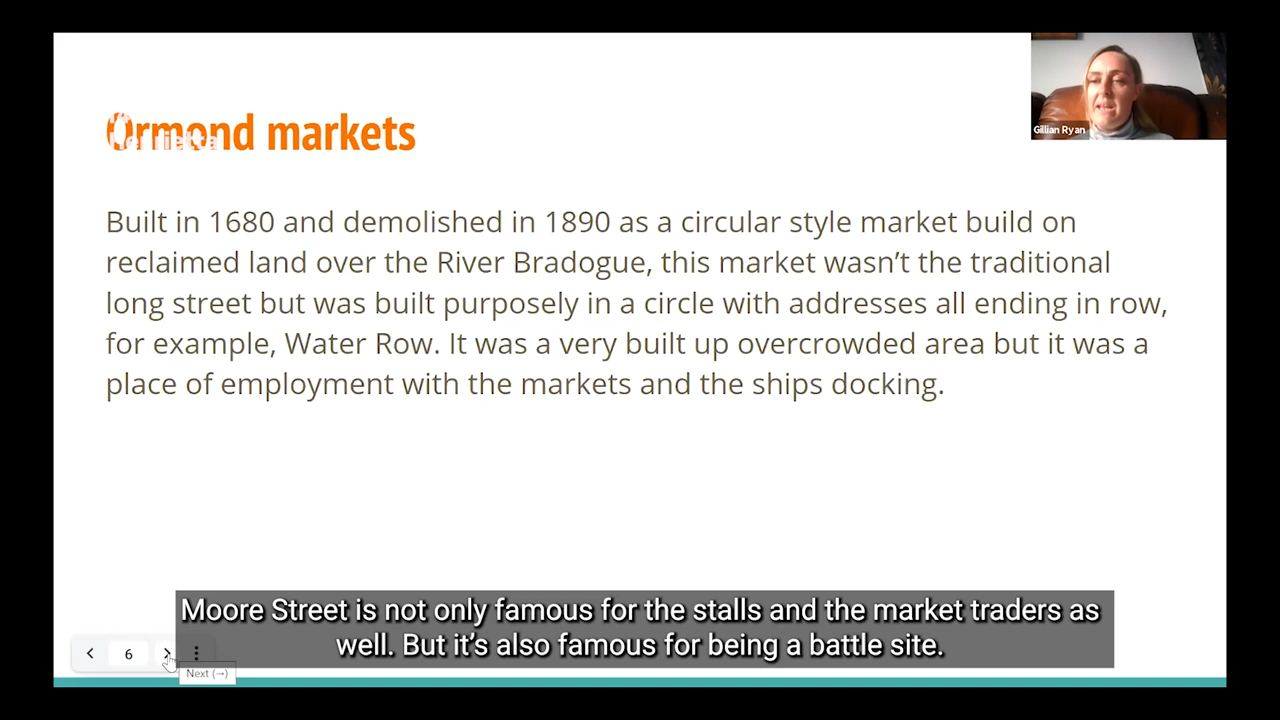 Ormond markets
Henrietta
Gillian Ryan
Built in 1680 and demolished in 1890 as a circular style market build on
reclaimed land over the River Bradogue, this market wasn't the traditional
long street but was built purposely in a circle with addresses all ending in row,
for example, Water Row. It was a very built up overcrowded area but it was a
place of employment with the markets and the ships docking.
Moore Street is not only famous for the stalls and the market traders as
well. But it's also famous for being a battle site.
6
Next (→)